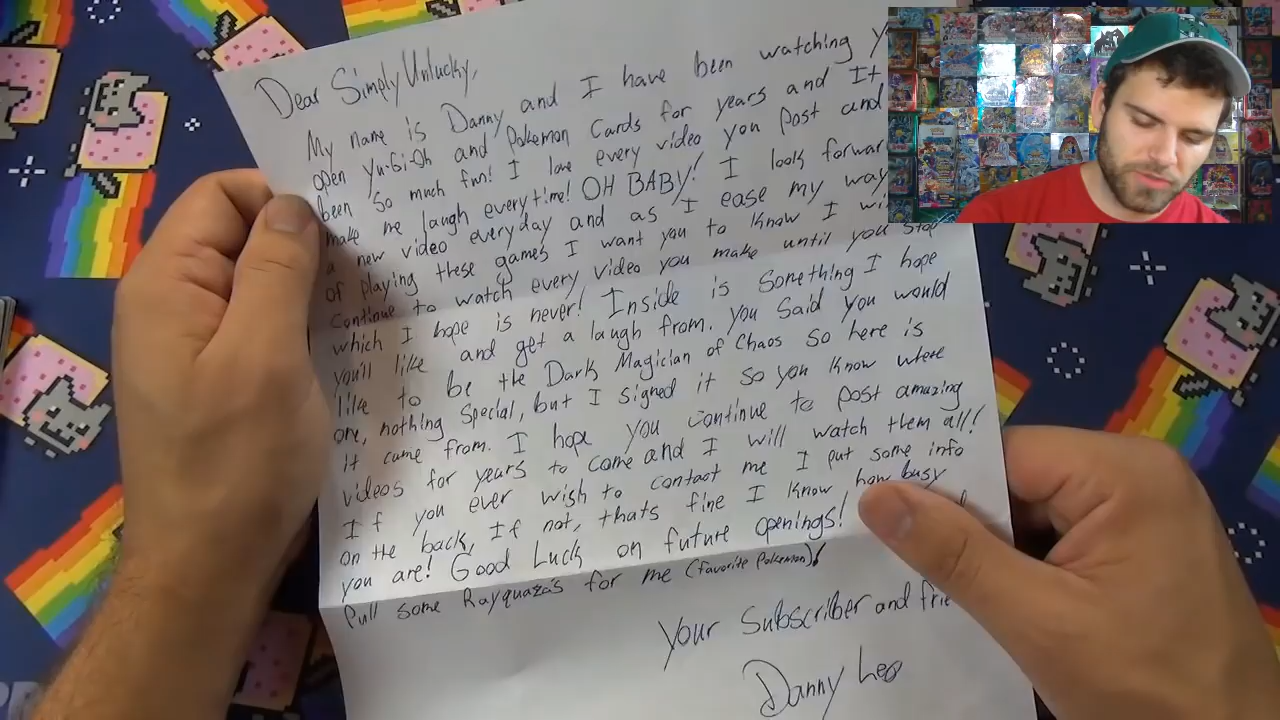 Dear SimplyUnlucky,
My name is Danny and I have been watching
open Yu-Gi-Oh and Pokemon Cards for years and It
been so much fun! I love every video you post and
make me laugh everytime! OH BABY! I look forwar
a new video everyday and as I ease my way
of playing these games I want you to know I wi
Continue to watch every video you make until you stop
which I hope is never! Inside is something I hope
you'll like and get a laugh from. You said you would
like to be the Dark Magician of Chaos so here is
one, nothing special, but I signed it so you know where
It came from. I hope you continue to post amazing
videos for years to come and I will watch them all!
If you ever wish to contact me I put some info
on the back, If not, thats fine I know how busy
you are! Good Luck on future openings!
Pull some Rayquaza's for me (favorite Pokemon)!
Your Subscriber and frie
Danny Leo